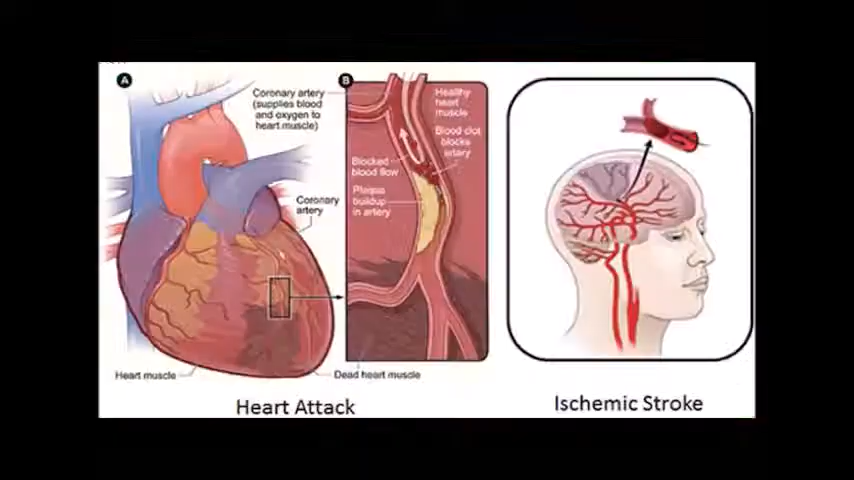 A
Coronary artery
(supplies blood
and oxygen to
heart muscle)
Coronary
artery
Heart muscle
Dead heart muscle
B
Healthy
heart
muscle
Blood clot
blocks
artery
Blocked
blood flow
Plaque
buildup
in artery
Heart Attack
Ischemic Stroke